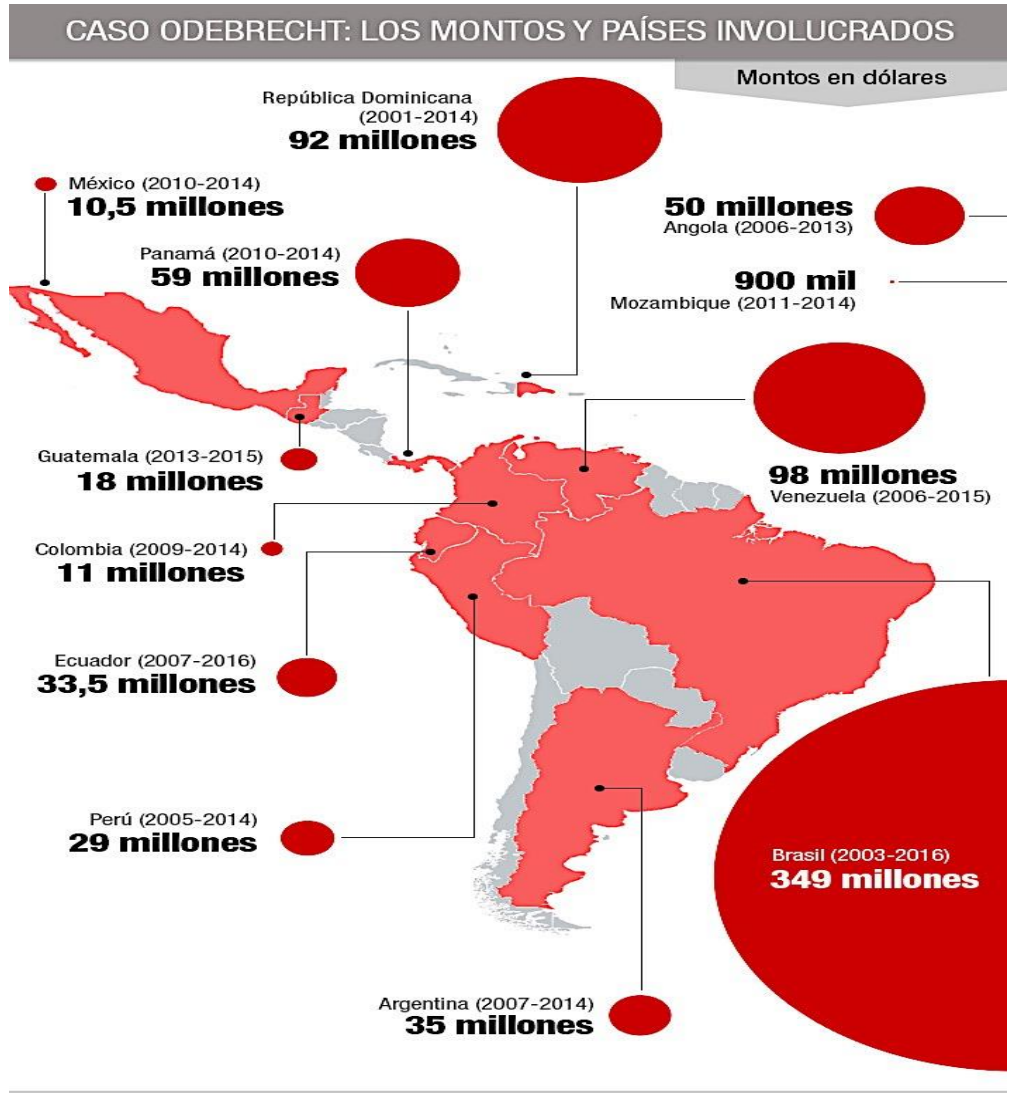 CASO ODEBRECHT: LOS MONTOS Y PAÍSES INVOLUCRADOS
Montos en dólares
República Dominicana
(2001-2014)
92 millones
México (2010-2014)
10,5 millones
50 millones
Angola (2006-2013)
Panamá (2010-2014)
59 millones
900 mil
Mozambique (2011-2014)
Guatemala (2013-2015)
18 millones
98 millones
Venezuela (2006-2015)
Colombia (2009-2014)
11 millones
Ecuador (2007-2016)
33,5 millones
Perú (2005-2014)
29 millones
Brasil (2003-2016)
349 millones
Argentina (2007-2014)
35 millones